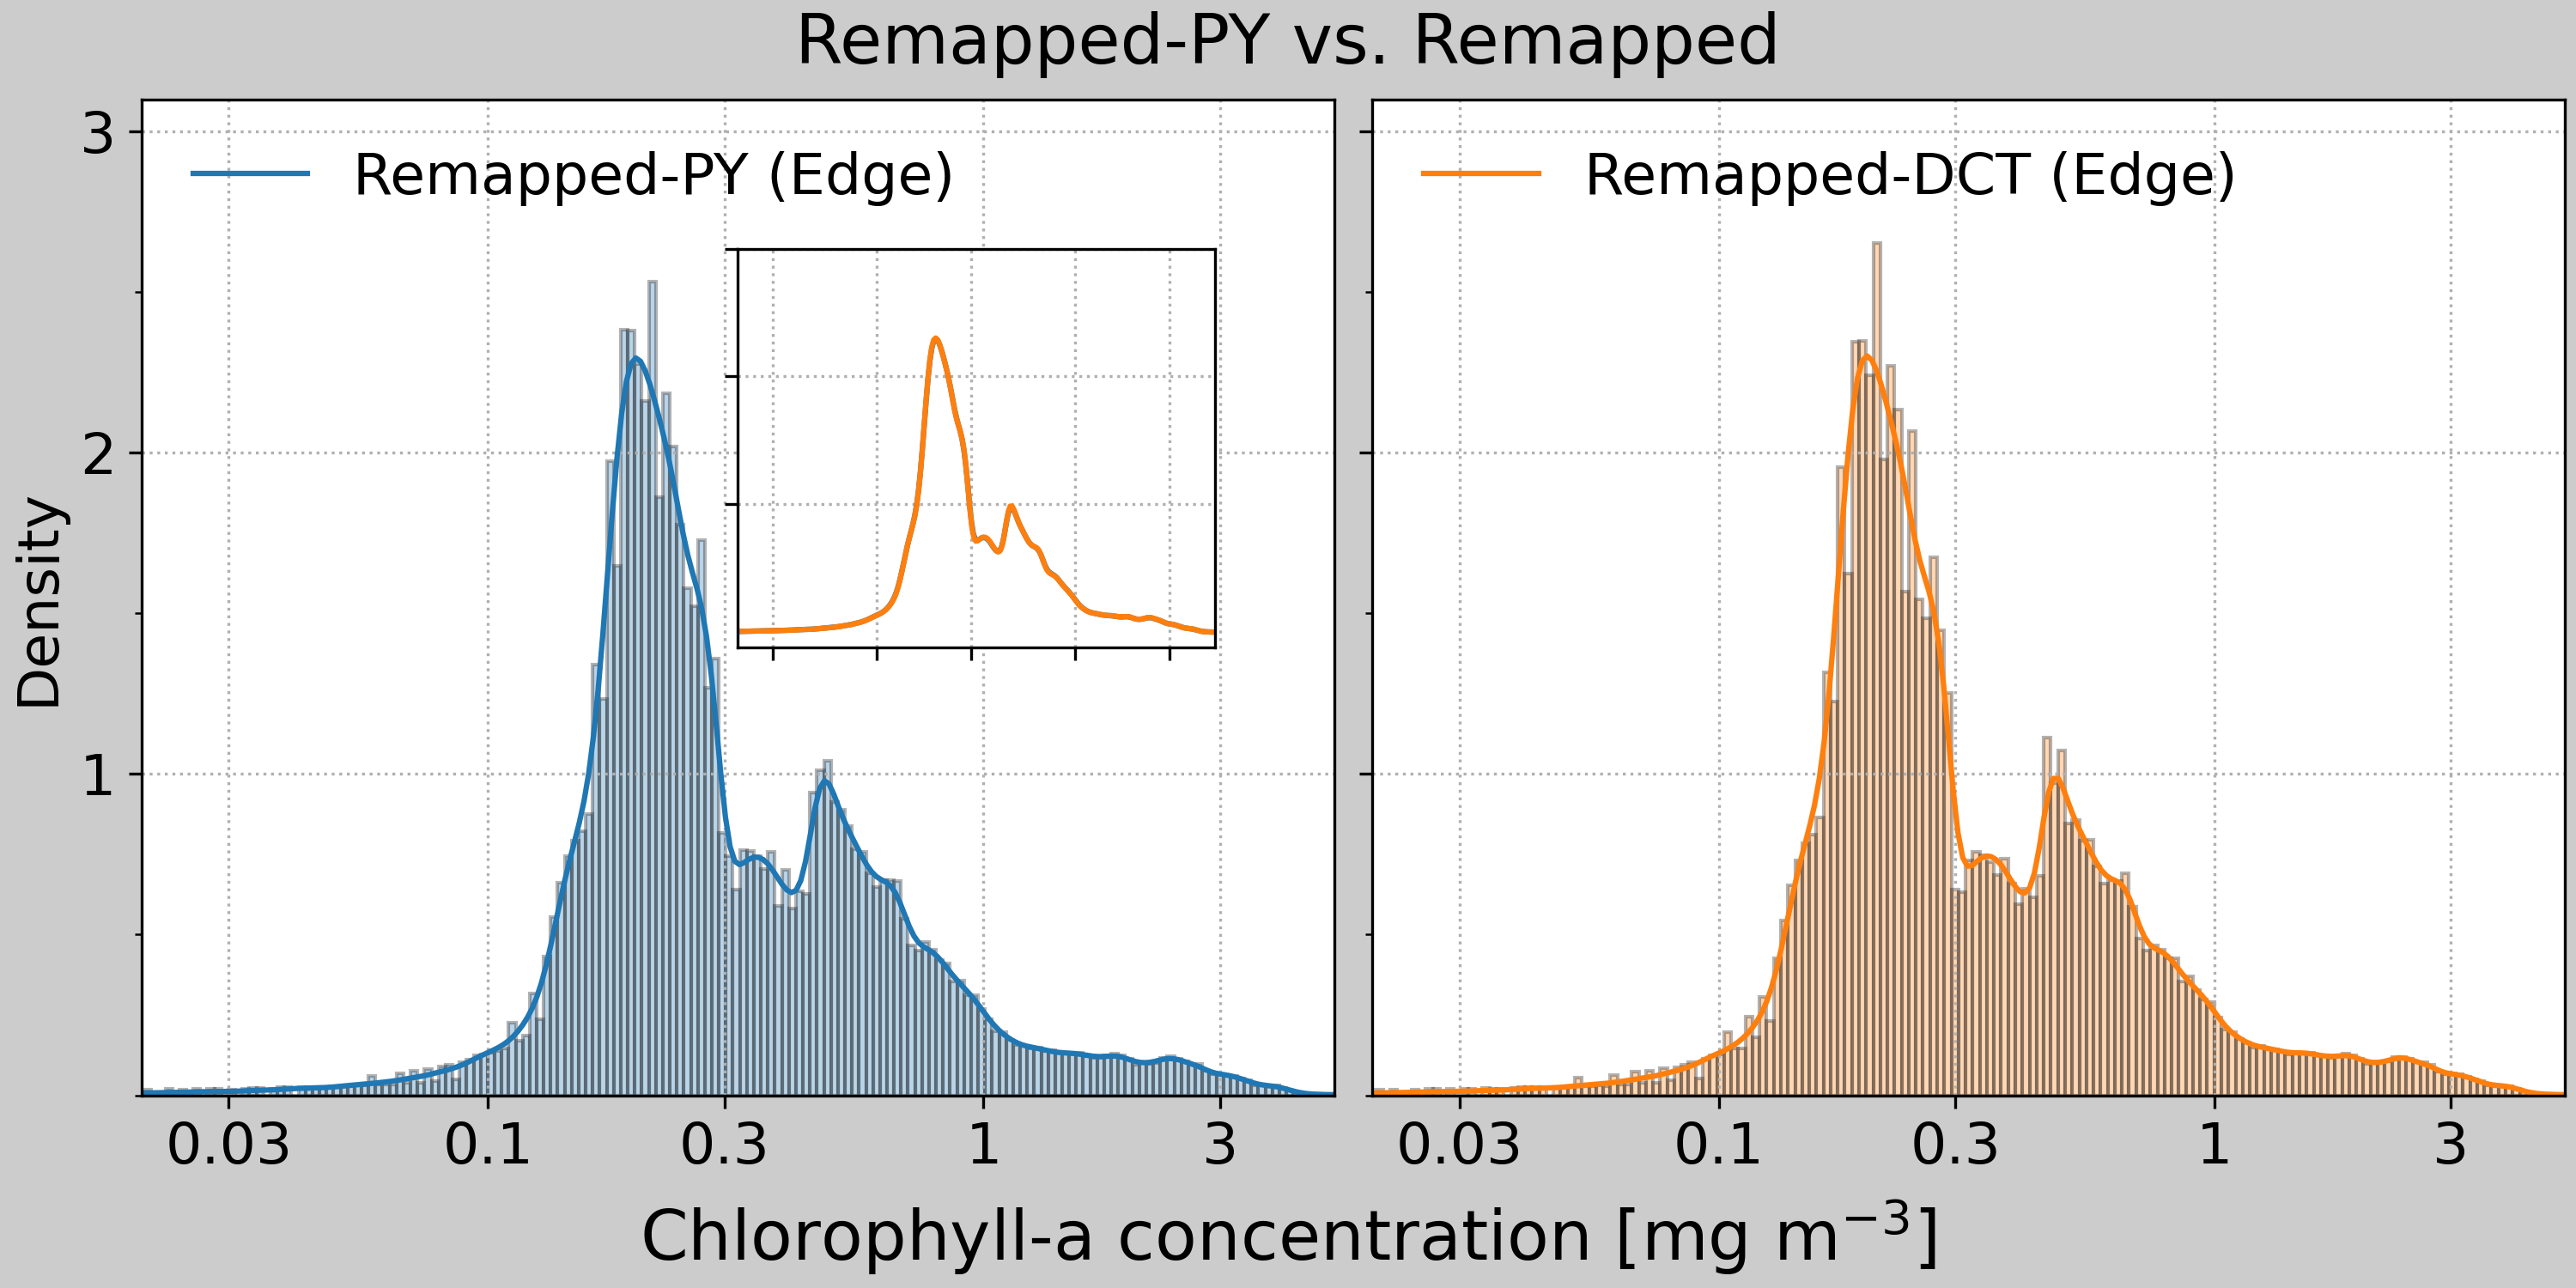 Remapped-PY vs. Remapped
Remapped-PY (Edge)
Remapped-DCT (Edge)
3
2
1
Density
0.03 0.1 0.3 1 3
0.03 0.1 0.3 1 3
Chlorophyll-a concentration [mg m⁻³]